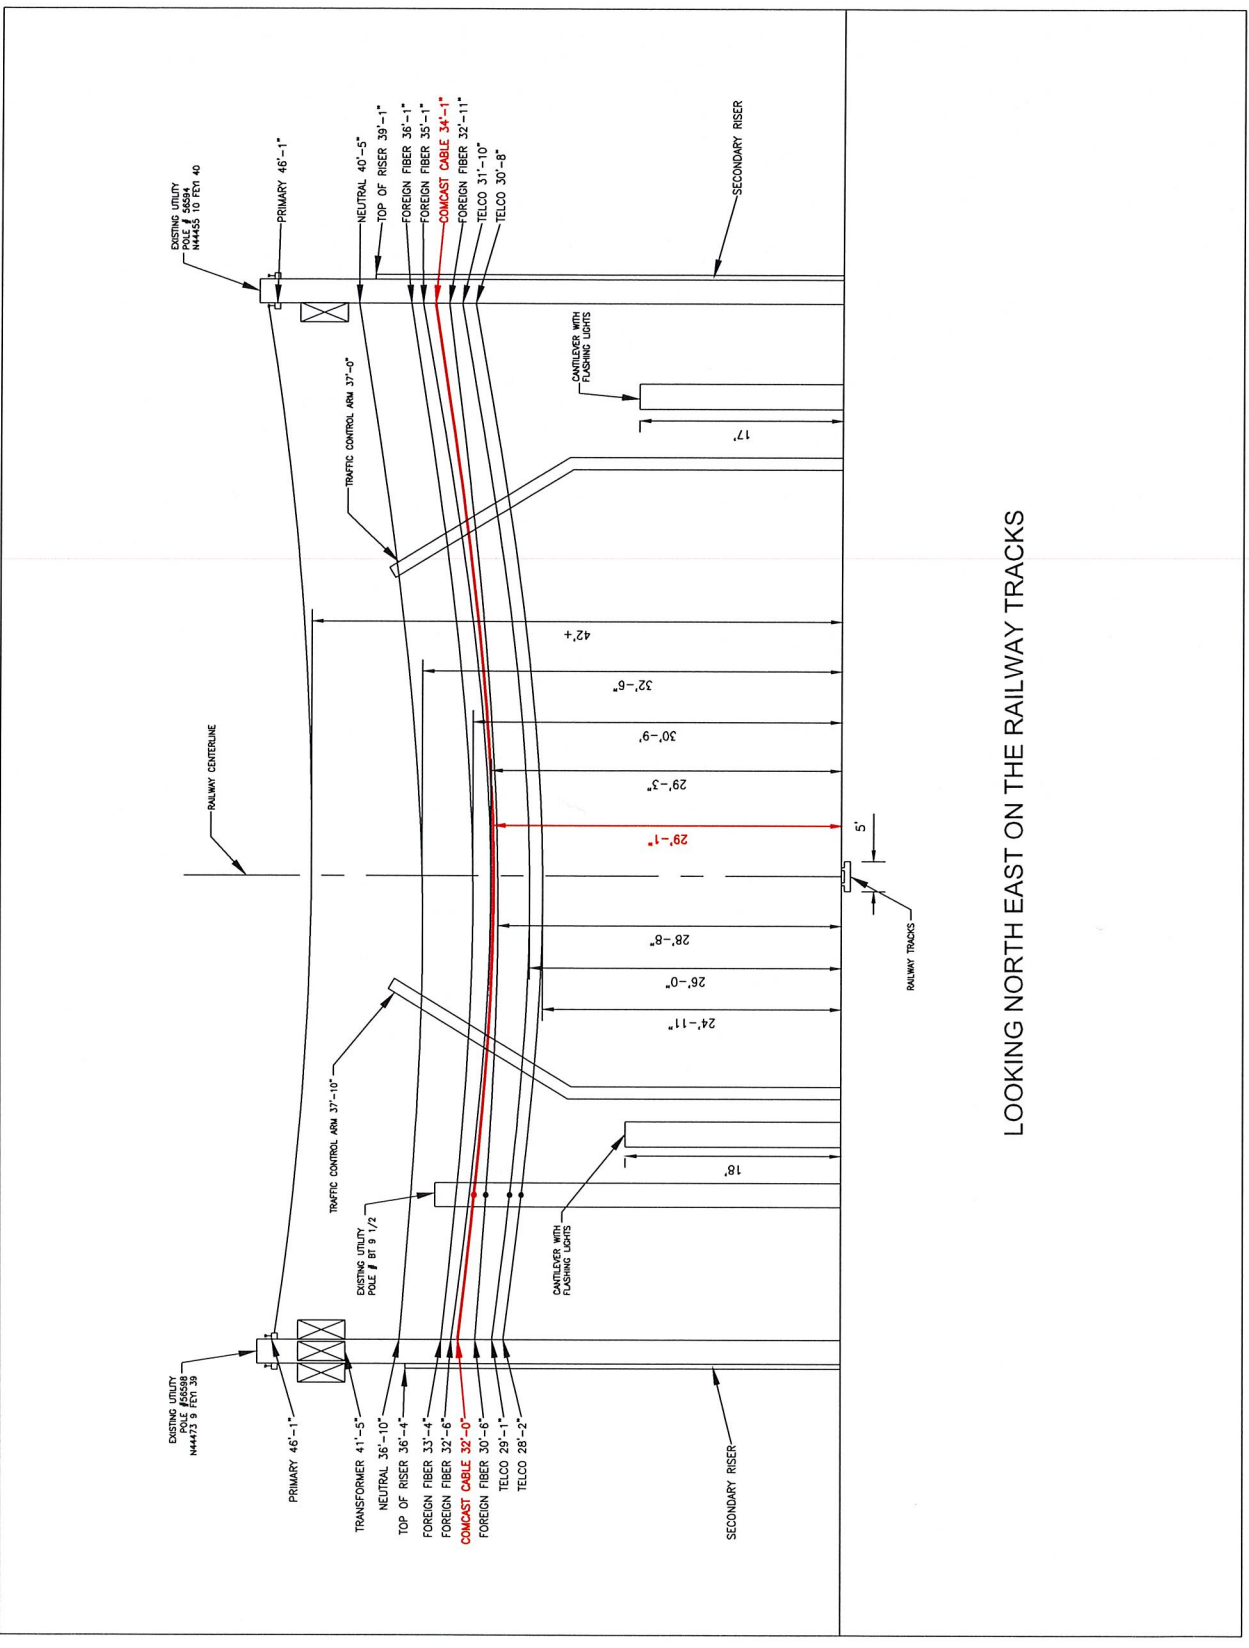 EXISTING UTILITY
POLE #56598
N44473 9 FEYI 39
PRIMARY 46'-1"
TRANSFORMER 41'-5"
NEUTRAL 36'-10"
TOP OF RISER 36'-4"
FOREIGN FIBER 33'-4"
FOREIGN FIBER 32'-6"
COMCAST CABLE 32'-0"
FOREIGN FIBER 30'-6"
TELCO 29'-1"
TELCO 28'-2"
SECONDARY RISER
EXISTING UTILITY
POLE # BT 9 1/2
TRAFFIC CONTROL ARM 37'-10"
CANTILEVER WITH
FLASHING LIGHTS
18'
24'-11"
26'-0"
28'-8"
RAILWAY CENTERLINE
29'-1"
29'-3"
30'-9'
32'-6"
42'+
5'
RAILWAY TRACKS
TRAFFIC CONTROL ARM 37'-0"
CANTILEVER WITH
FLASHING LIGHTS
17'
EXISTING UTILITY
POLE # 56594
N44455 10 FEYI 40
PRIMARY 46'-1"
NEUTRAL 40'-5"
TOP OF RISER 39'-1"
FOREIGN FIBER 36'-1"
FOREIGN FIBER 35'-1"
COMCAST CABLE 34'-1"
FOREIGN FIBER 32'-11"
TELCO 31'-10"
TELCO 30'-8"
SECONDARY RISER
LOOKING NORTH EAST ON THE RAILWAY TRACKS